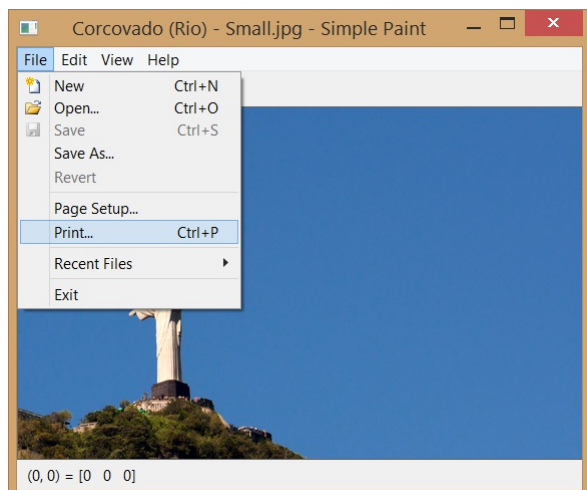 Corcovado (Rio) - Small.jpg - Simple Paint
File Edit View Help
New Ctrl+N
Open... Ctrl+O
Save Ctrl+S
Save As...
Revert
Page Setup...
Print... Ctrl+P
Recent Files
Exit
(0, 0) = [0 0 0]